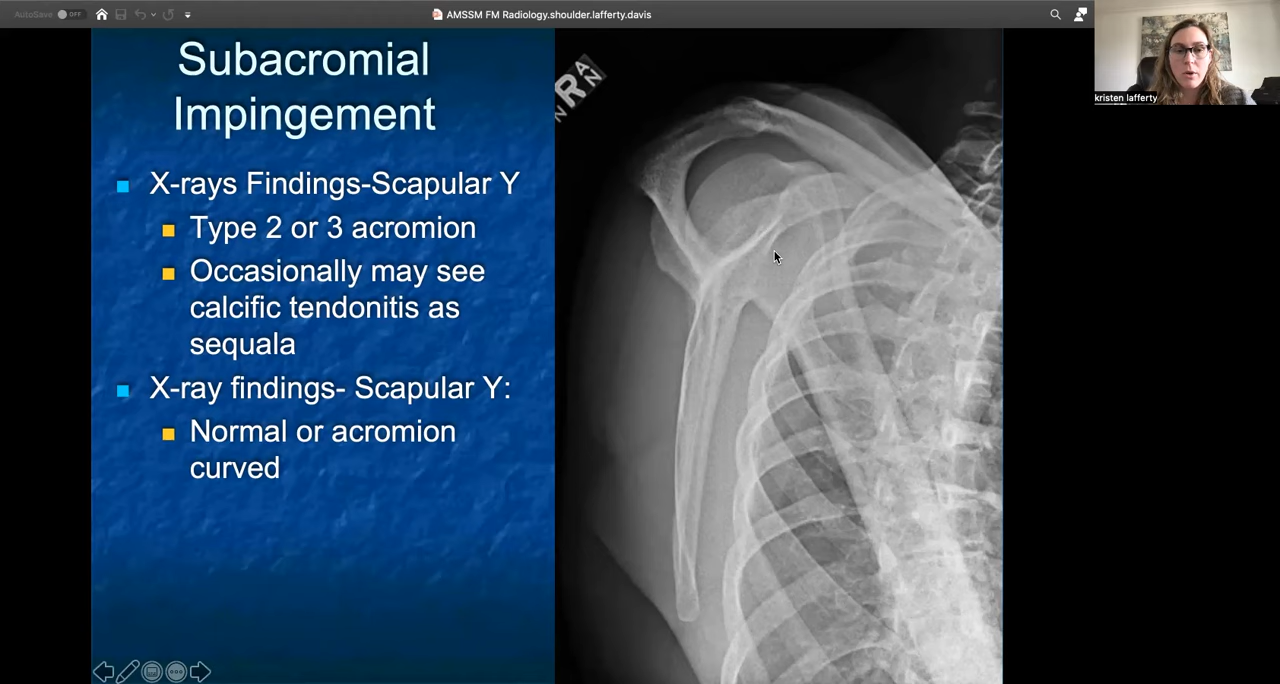 AutoSave OFF
AMSSM FM Radiology.shoulder.lafferty.davis
kristen lafferty
Subacromial
Impingement
X-rays Findings-Scapular Y
Type 2 or 3 acromion
Occasionally may see
calcific tendonitis as
sequala
X-ray findings- Scapular Y:
Normal or acromion
curved
R